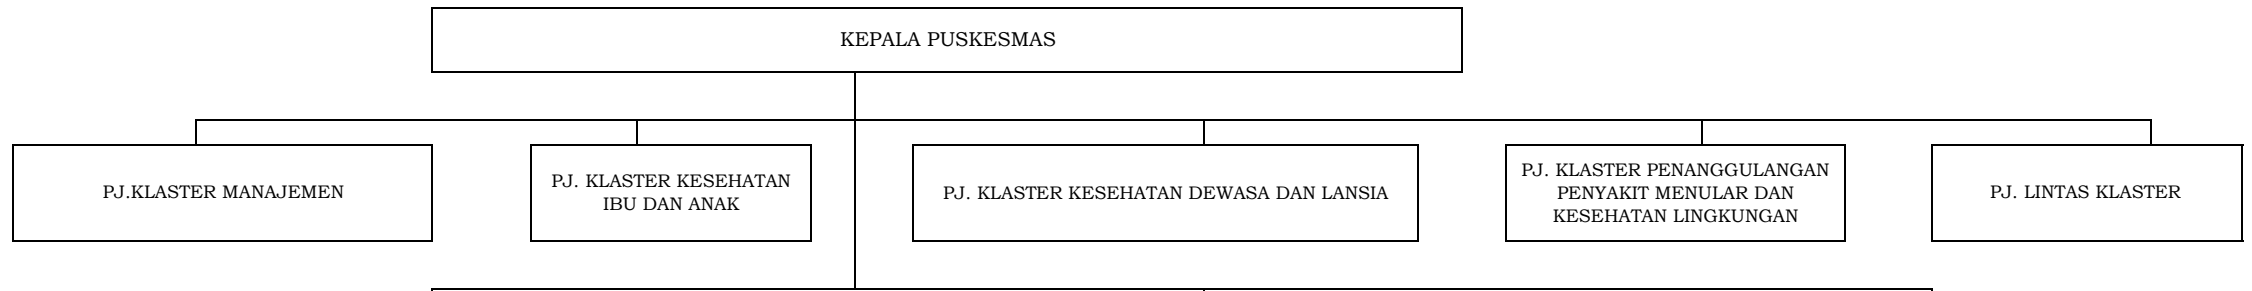 KEPALA PUSKESMAS
PJ.KLASTER MANAJEMEN
PJ. KLASTER KESEHATAN
IBU DAN ANAK
PJ. KLASTER KESEHATAN DEWASA DAN LANSIA
PJ. KLASTER PENANGGULANGAN
PENYAKIT MENULAR DAN
KESEHATAN LINGKUNGAN
PJ. LINTAS KLASTER